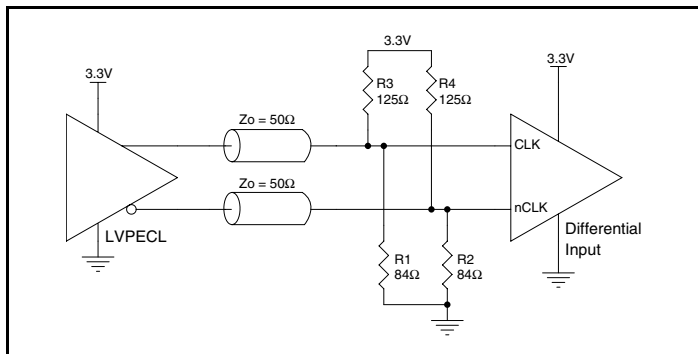 3.3V
3.3V
3.3V
R3
125Ω
R4
125Ω
Zo = 50Ω
CLK
Zo = 50Ω
nCLK
LVPECL
Differential
Input
R1
84Ω
R2
84Ω